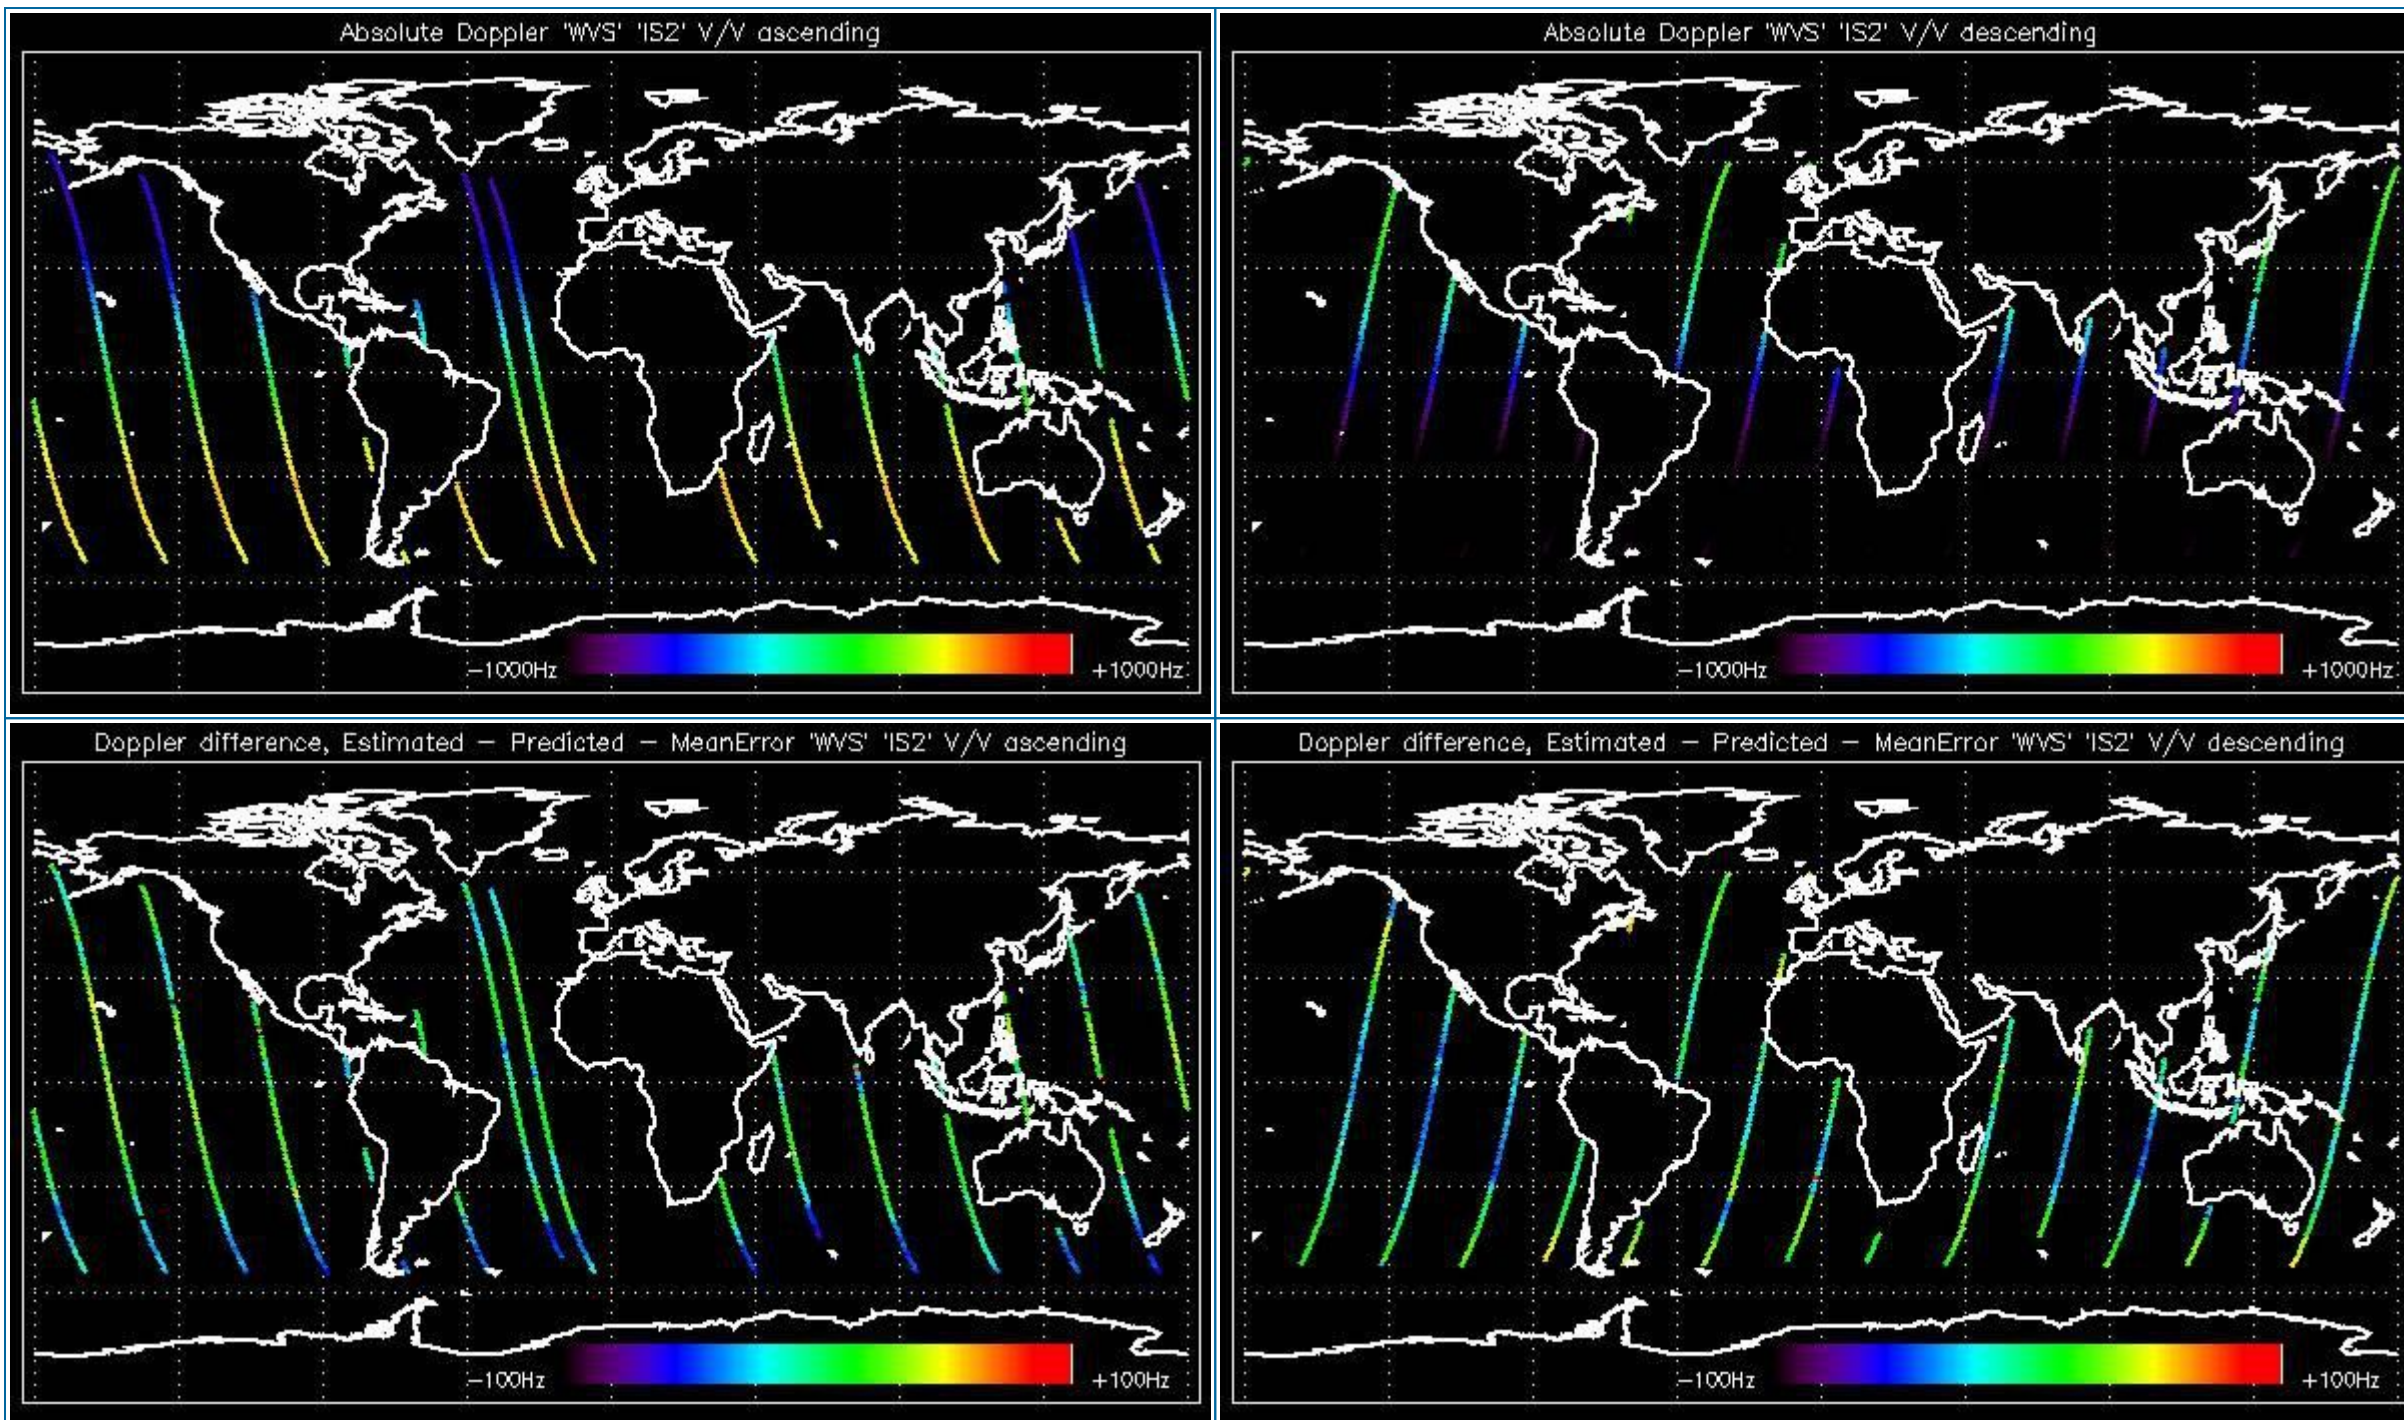 Absolute Doppler 'WVS' 'IS2' V/V ascending
-1000Hz +1000Hz
Absolute Doppler 'WVS' 'IS2' V/V descending
-1000Hz +1000Hz
Doppler difference, Estimated - Predicted - MeanError 'WVS' 'IS2' V/V ascending
-100Hz +100Hz
Doppler difference, Estimated - Predicted - MeanError 'WVS' 'IS2' V/V descending
-100Hz +100Hz